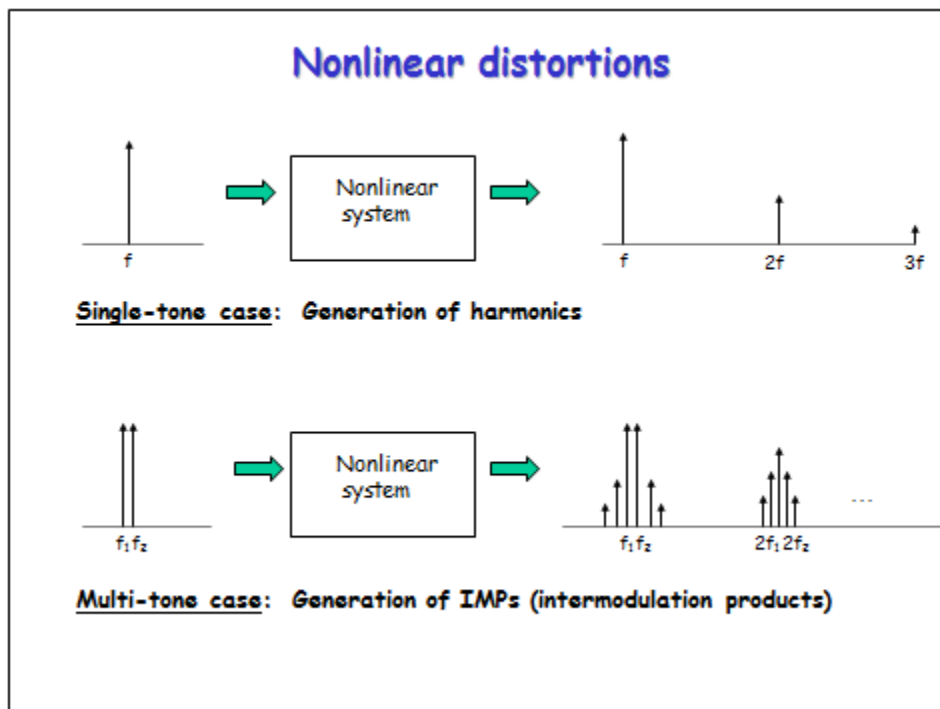 Nonlinear distortions
Nonlinear
system
f
f
2f
3f
Single-tone case: Generation of harmonics
Nonlinear
system
...
f₁f₂
f₁f₂
2f₁2f₂
Multi-tone case: Generation of IMPs (intermodulation products)